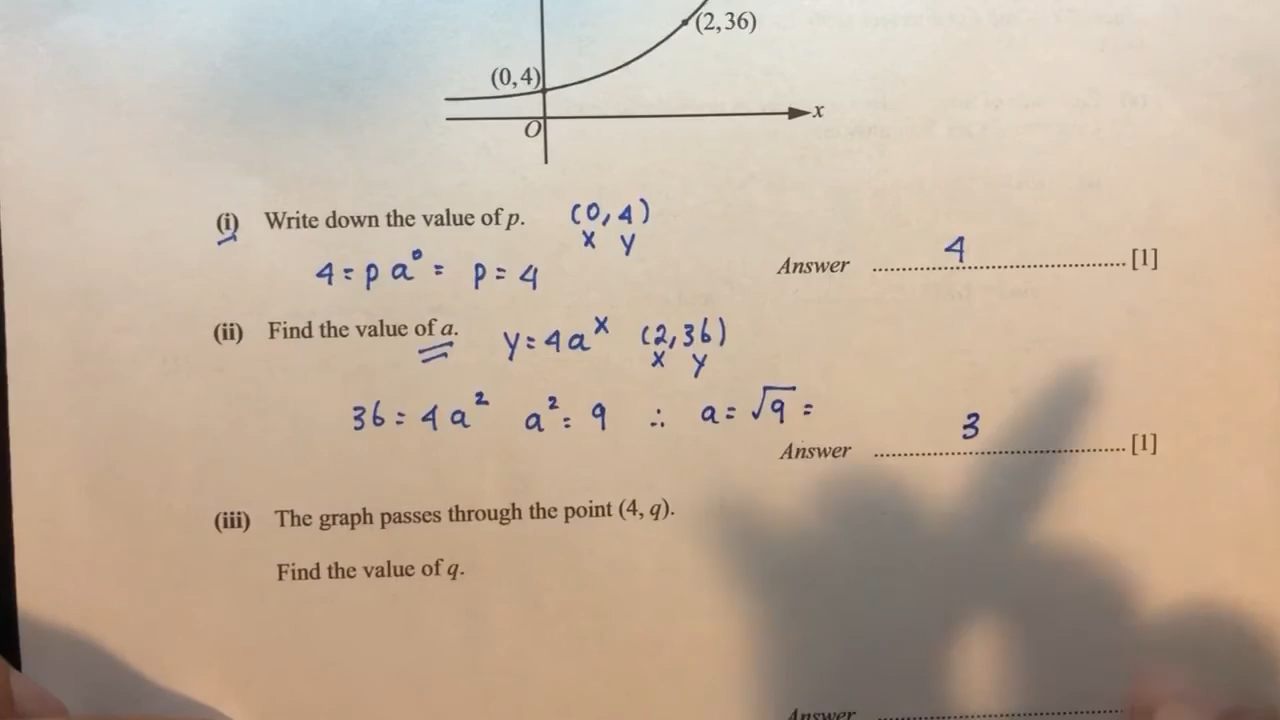 (2, 36)
(0, 4)
x
O
(i) Write down the value of p. (0, 4)
x y
4 = p a⁰ = p = 4
Answer 4 [1]
(ii) Find the value of a. y = 4aˣ (2, 36)
x y
36 = 4a² a² = 9 ∴ a = √9 =
Answer 3 [1]
(iii) The graph passes through the point (4, q).
Find the value of q.
Answer